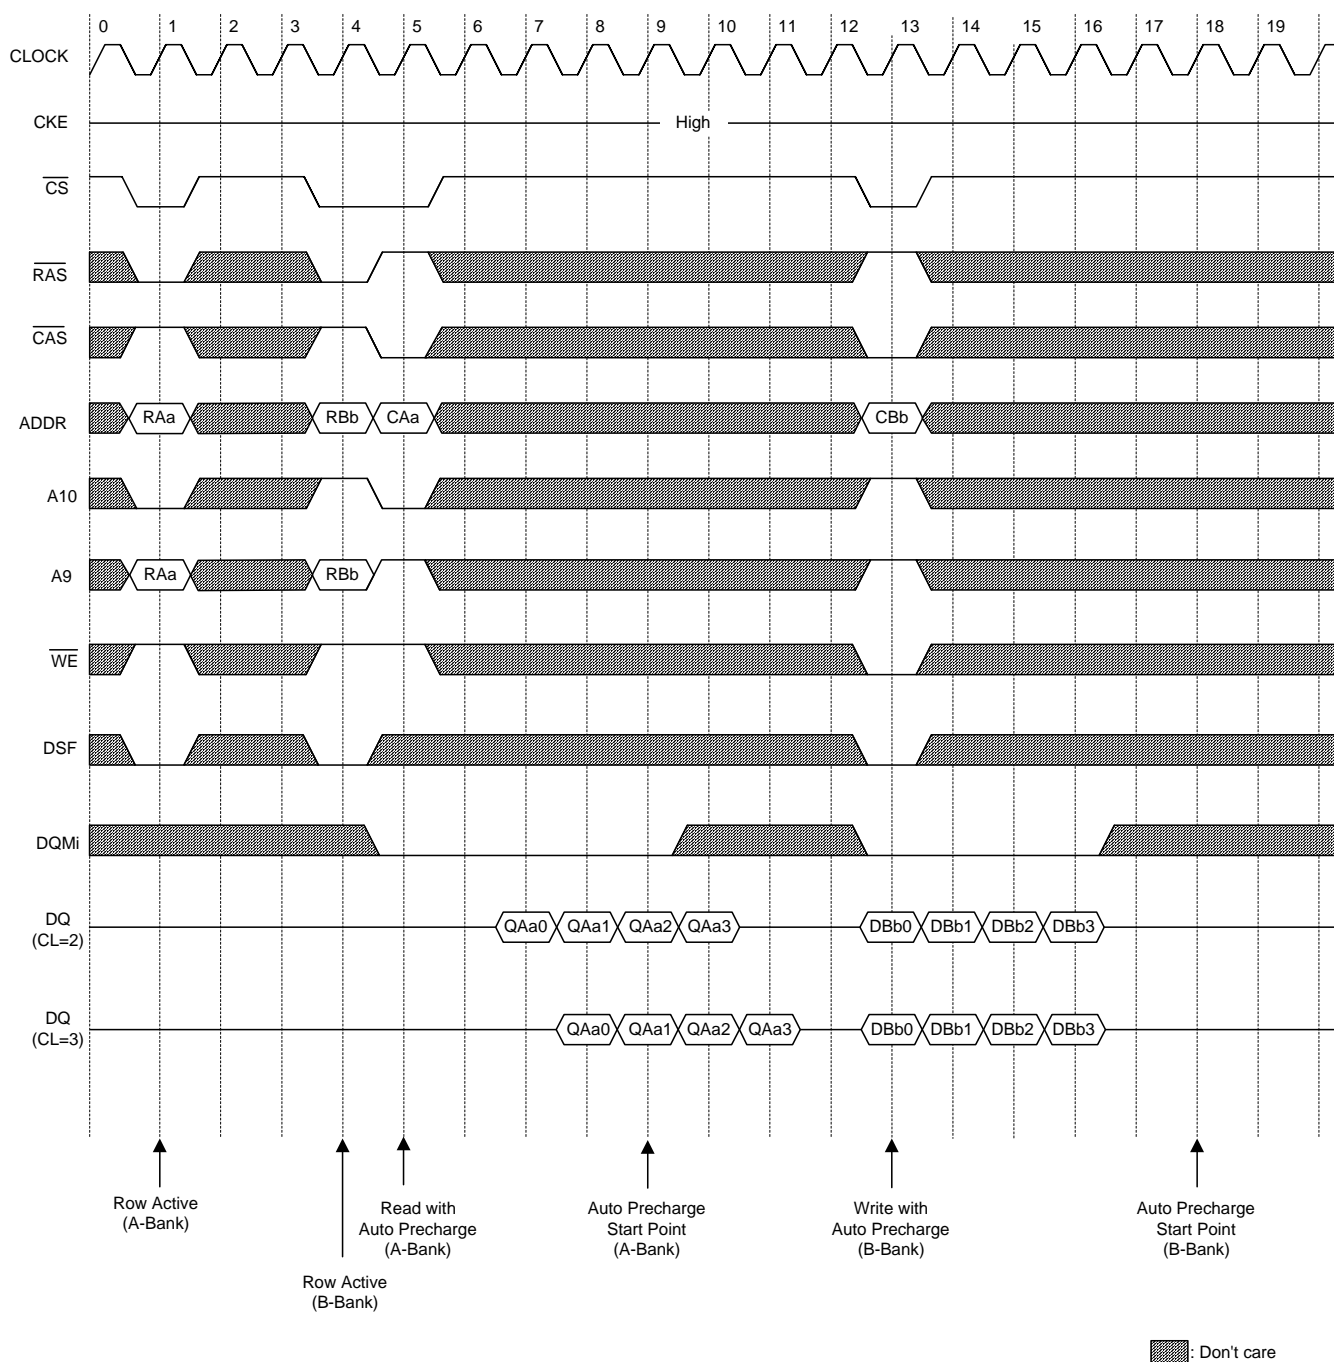 0 1 2 3 4 5 6 7 8 9 10 11 12 13 14 15 16 17 18 19
CLOCK
CKE High
CS
RAS
CAS
ADDR RAa RBb CAa CBb
A10
A9 RAa RBb
WE
DSF
DQMi
DQ
(CL=2)
QAa0 QAa1 QAa2 QAa3 DBb0 DBb1 DBb2 DBb3
DQ
(CL=3)
QAa0 QAa1 QAa2 QAa3 DBb0 DBb1 DBb2 DBb3
Row Active
(A-Bank)
Row Active
(B-Bank)
Read with
Auto Precharge
(A-Bank)
Auto Precharge
Start Point
(A-Bank)
Write with
Auto Precharge
(B-Bank)
Auto Precharge
Start Point
(B-Bank)
: Don't care